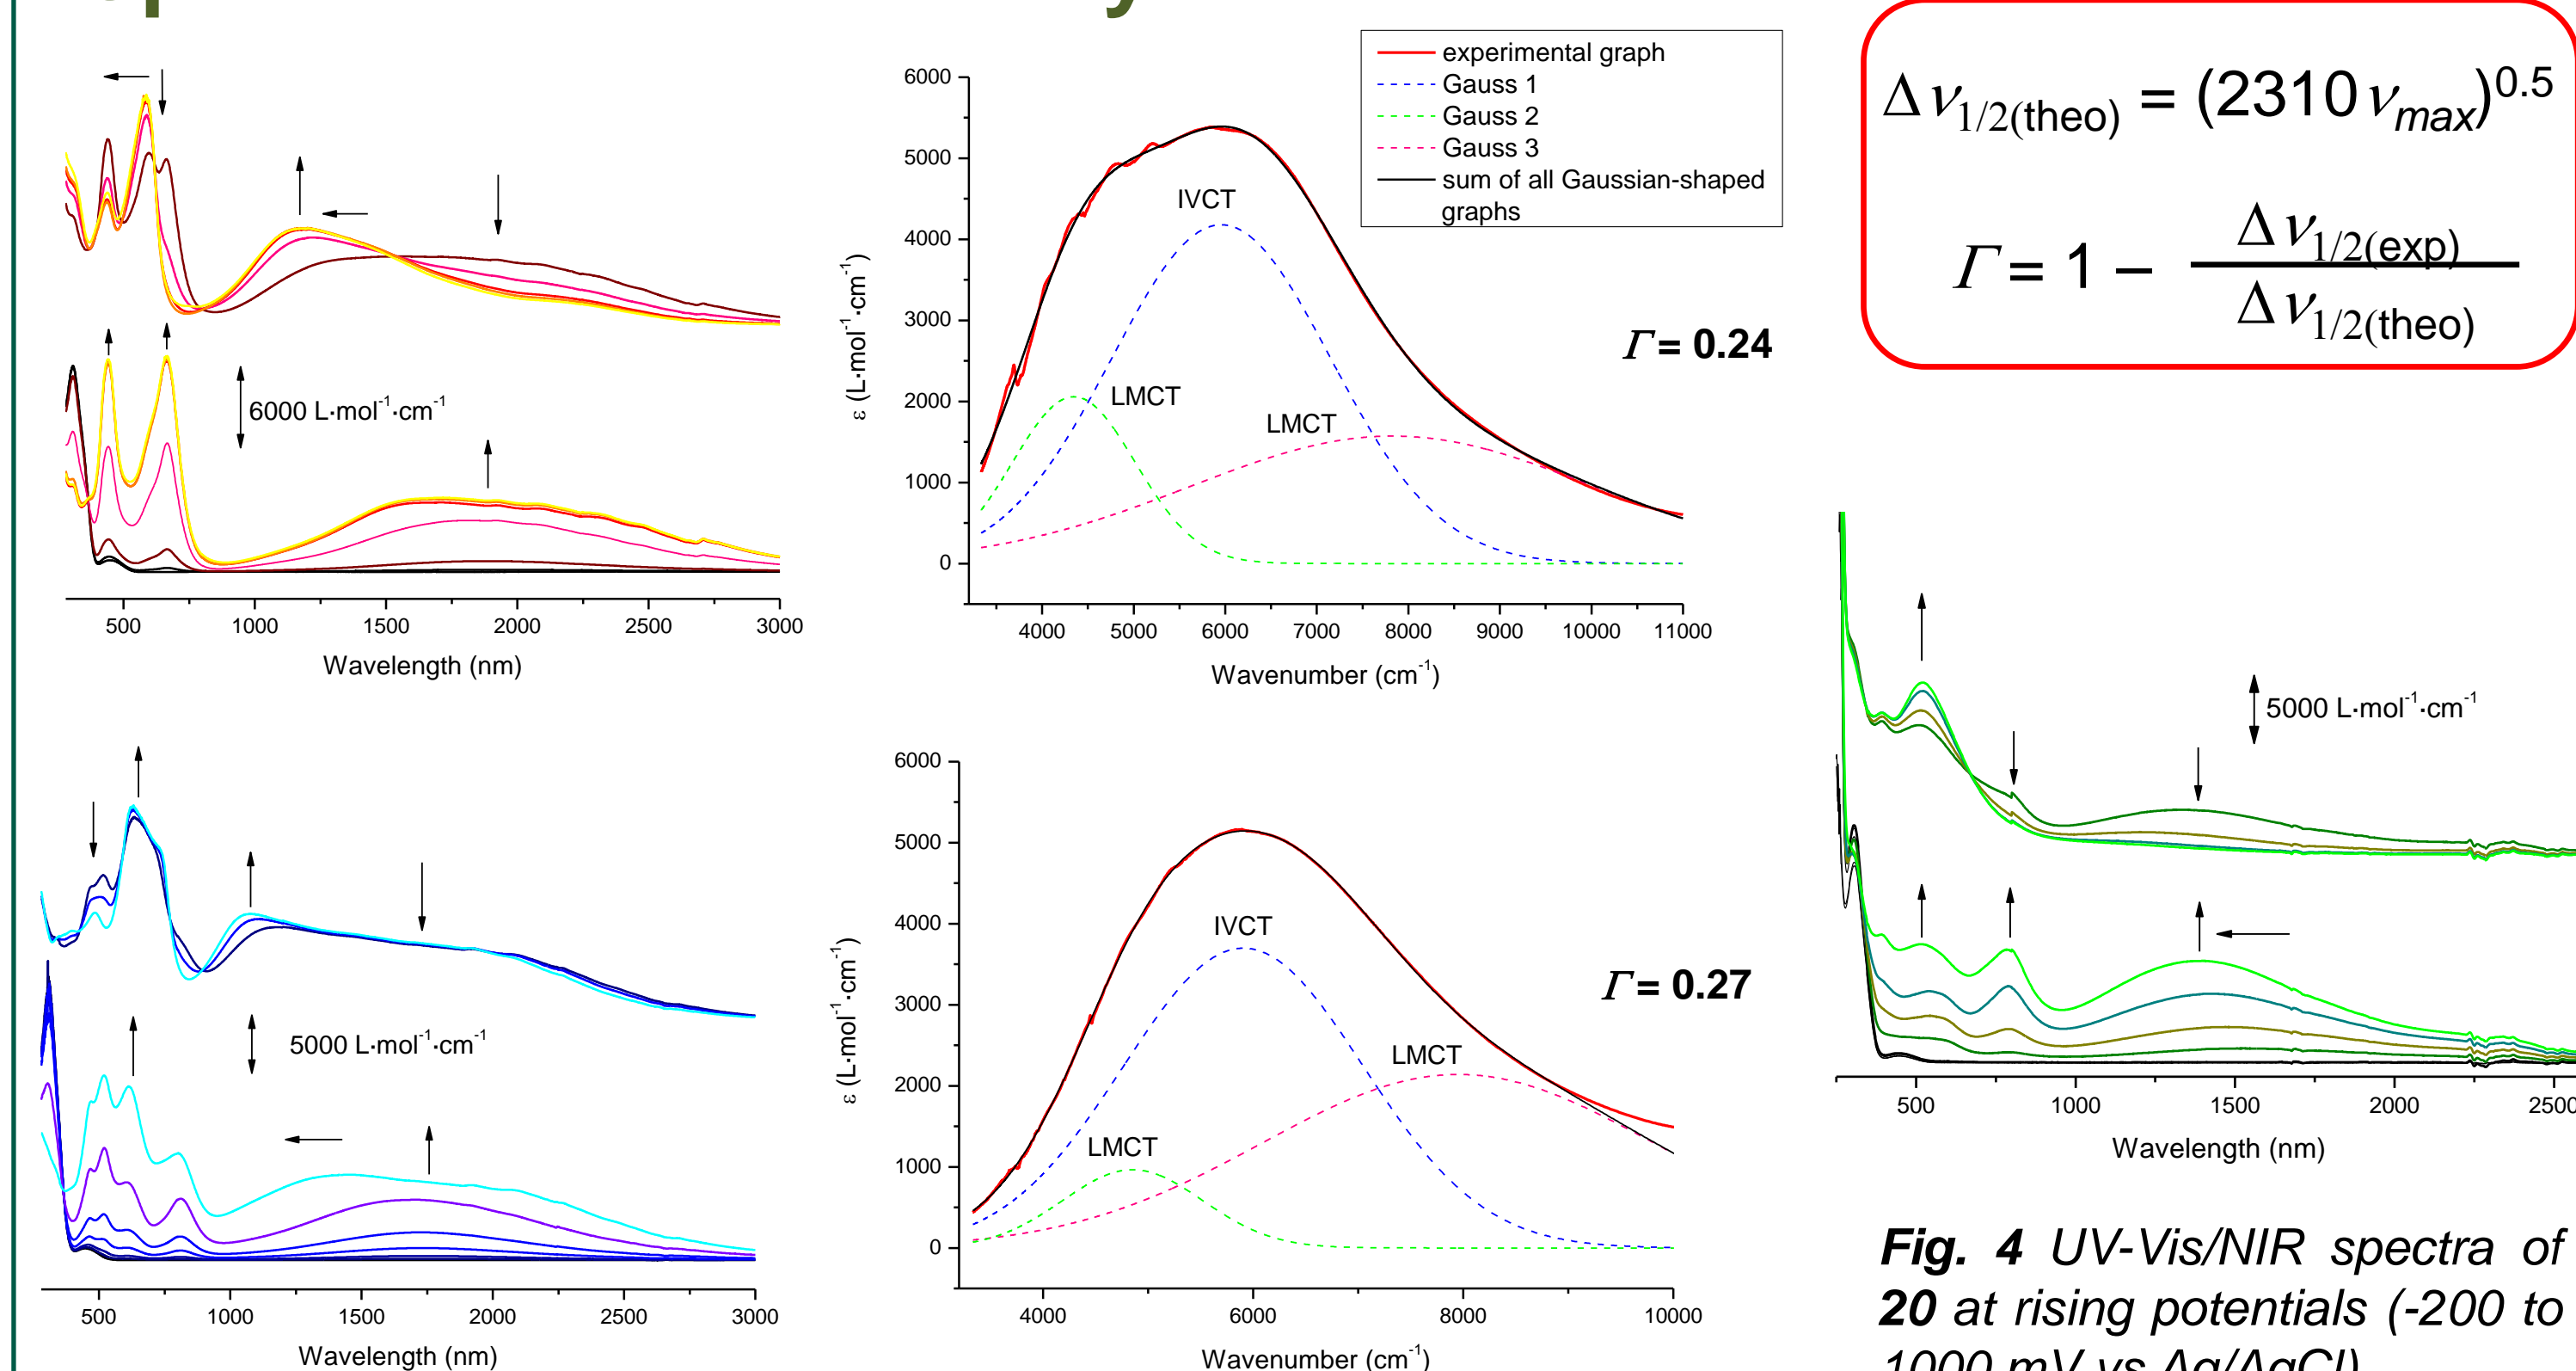 6000 L·mol⁻¹·cm⁻¹
500 1000 1500 2000 2500 3000
Wavelength (nm)
experimental graph
Gauss 1
Gauss 2
Gauss 3
sum of all Gaussian-shaped
graphs
6000
5000
4000
3000
2000
1000
0
ε (L·mol⁻¹·cm⁻¹)
IVCT
LMCT
LMCT
Γ = 0.24
4000 5000 6000 7000 8000 9000 10000 11000
Wavenumber (cm⁻¹)
Δν1/2(theo) = (2310 νmax)^0.5
Γ = 1 – Δν1/2(exp)
Δν1/2(theo)
5000 L·mol⁻¹·cm⁻¹
500 1000 1500 2000 2500 3000
Wavelength (nm)
6000
5000
4000
3000
2000
1000
0
ε (L·mol⁻¹·cm⁻¹)
IVCT
LMCT
LMCT
Γ = 0.27
4000 6000 8000 10000
Wavenumber (cm⁻¹)
5000 L·mol⁻¹·cm⁻¹
500 1000 1500 2000 2500
Wavelength (nm)
Fig. 4 UV-Vis/NIR spectra of
20 at rising potentials (-200 to
1000 mV vs Ag/AgCl)